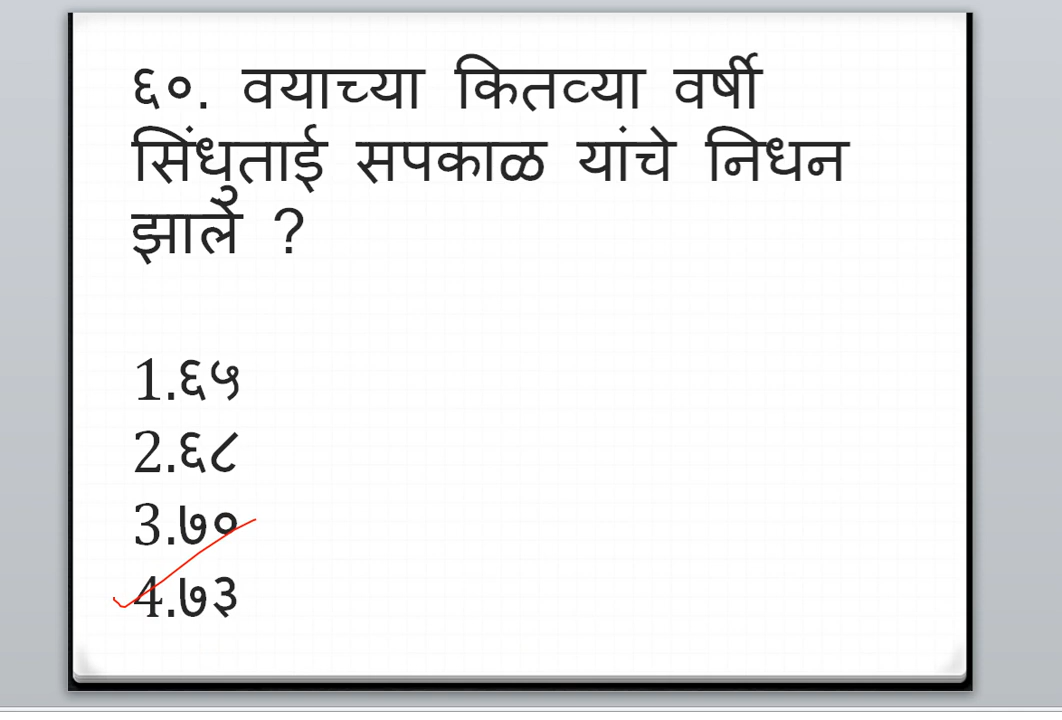 ६०. वयाच्या कितव्या वर्षी
सिंधुताई सपकाळ यांचे निधन
झाले ?
1.६५
2.६८
3.७०
4.७३